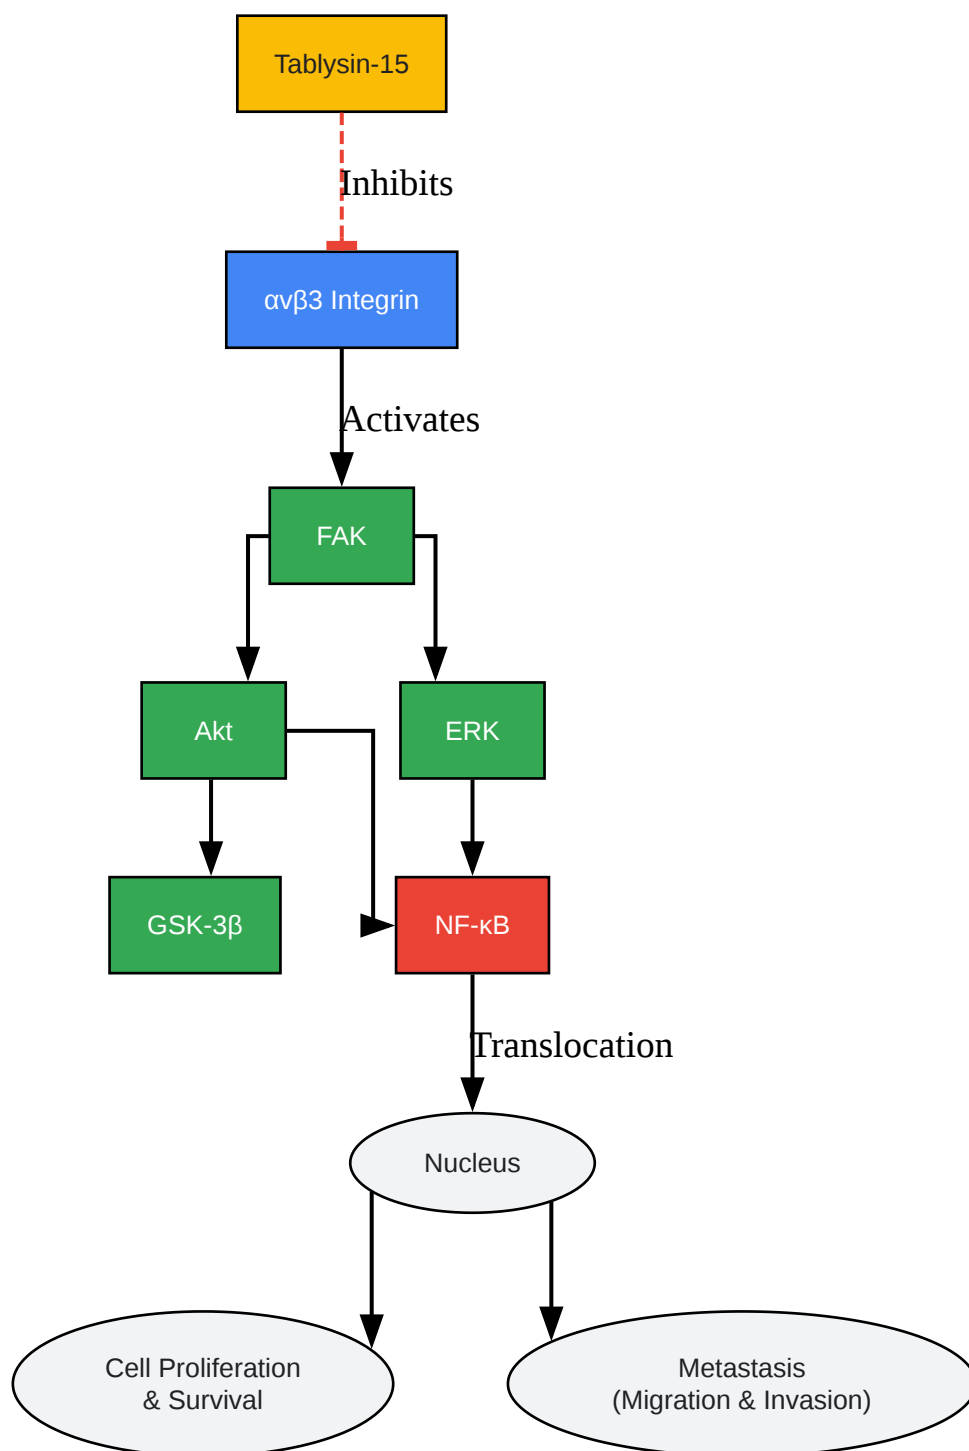 Tablysin-15
Inhibits
αvβ3 Integrin
Activates
FAK
Akt
ERK
GSK-3β
NF-κB
Translocation
Nucleus
Cell Proliferation
& Survival
Metastasis
(Migration & Invasion)